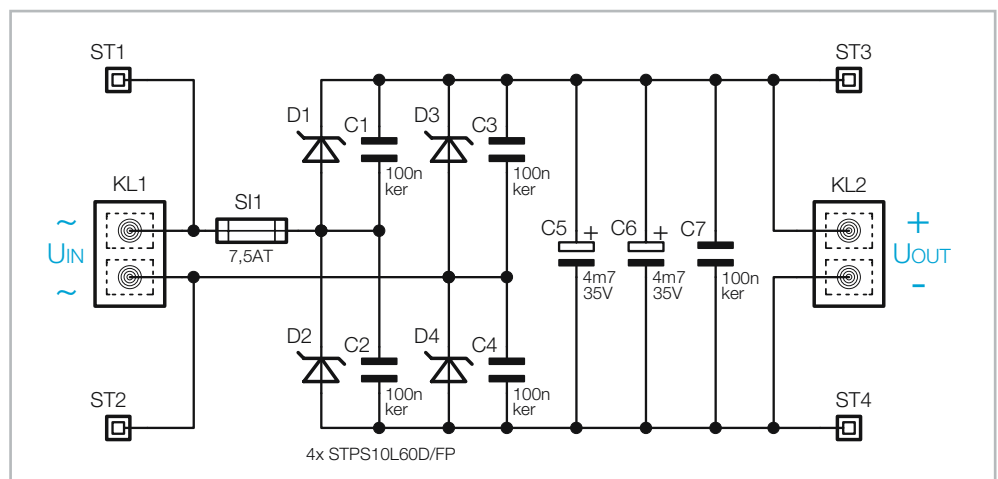 ST1
ST3
D1
C1
D3
C3
100n
ker
100n
ker
KL1
SI1
KL2
~
UIN
~
7,5AT
C5
+
4m7
35V
C6
+
4m7
35V
C7
100n
ker
+
UOUT
-
D2
C2
D4
C4
100n
ker
100n
ker
ST2
ST4
4x STPS10L60D/FP